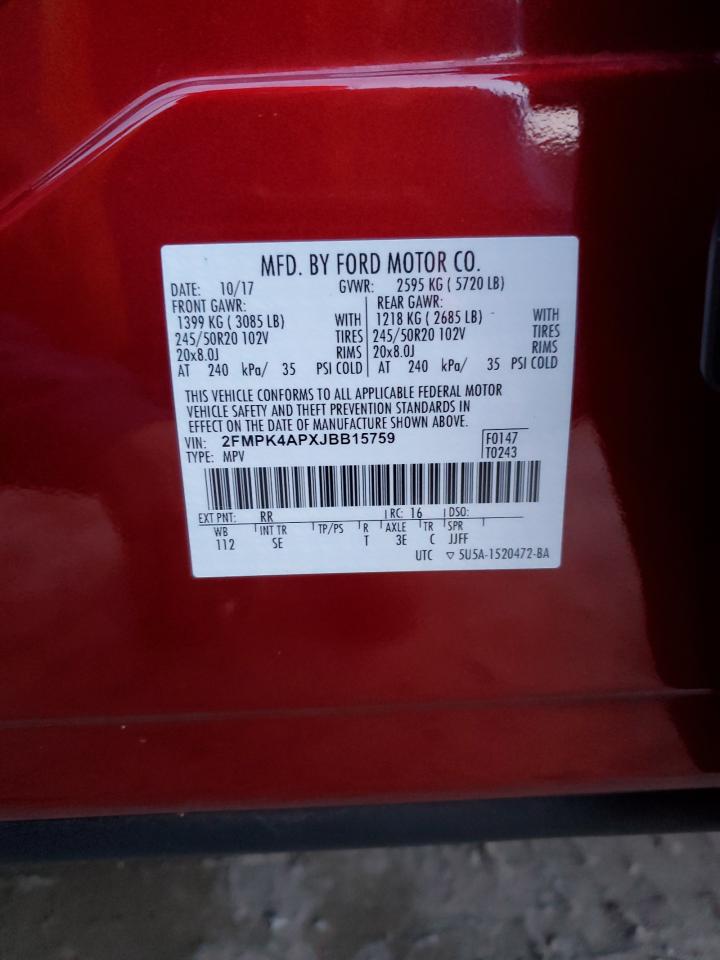 MFD. BY FORD MOTOR CO.
DATE: 10/17 GVWR: 2595 KG ( 5720 LB)
FRONT GAWR: REAR GAWR:
1399 KG ( 3085 LB) WITH 1218 KG ( 2685 LB) WITH
245/50R20 102V TIRES 245/50R20 102V TIRES
20x8.0J RIMS 20x8.0J RIMS
AT 240 kPa/ 35 PSI COLD AT 240 kPa/ 35 PSI COLD
THIS VEHICLE CONFORMS TO ALL APPLICABLE FEDERAL MOTOR
VEHICLE SAFETY AND THEFT PREVENTION STANDARDS IN
EFFECT ON THE DATE OF MANUFACTURE SHOWN ABOVE.
VIN: 2FMPK4APXJBB15759 F0147
TYPE: MPV T0243
EXT PNT: RR RC: 16 DSO:
WB INT TR TP/PS R AXLE TR SPR
112 SE T 3E C JJFF
UTC ▽ 5U5A-1520472-BA